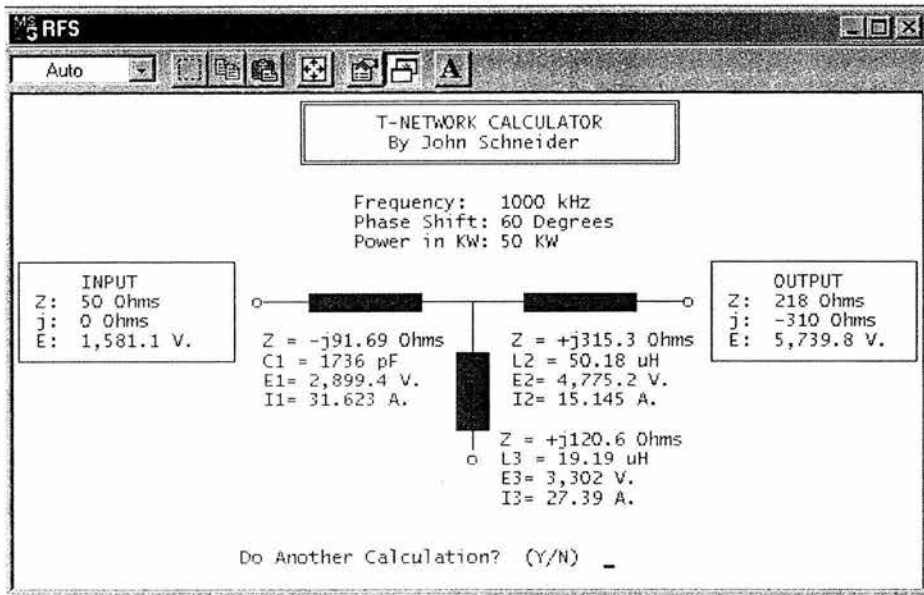 MS
5 RFS
Auto
A
T-NETWORK CALCULATOR
By John Schneider
Frequency: 1000 kHz
Phase Shift: 60 Degrees
Power in KW: 50 KW
INPUT
Z: 50 Ohms
j: 0 Ohms
E: 1,581.1 V.
OUTPUT
Z: 218 Ohms
j: -310 Ohms
E: 5,739.8 V.
Z = -j91.69 Ohms
C1 = 1736 pF
E1= 2,899.4 V.
I1= 31.623 A.
Z = +j315.3 Ohms
L2 = 50.18 uH
E2= 4,775.2 V.
I2= 15.145 A.
Z = +j120.6 Ohms
L3 = 19.19 uH
E3= 3,302 V.
I3= 27.39 A.
Do Another Calculation? (Y/N) _